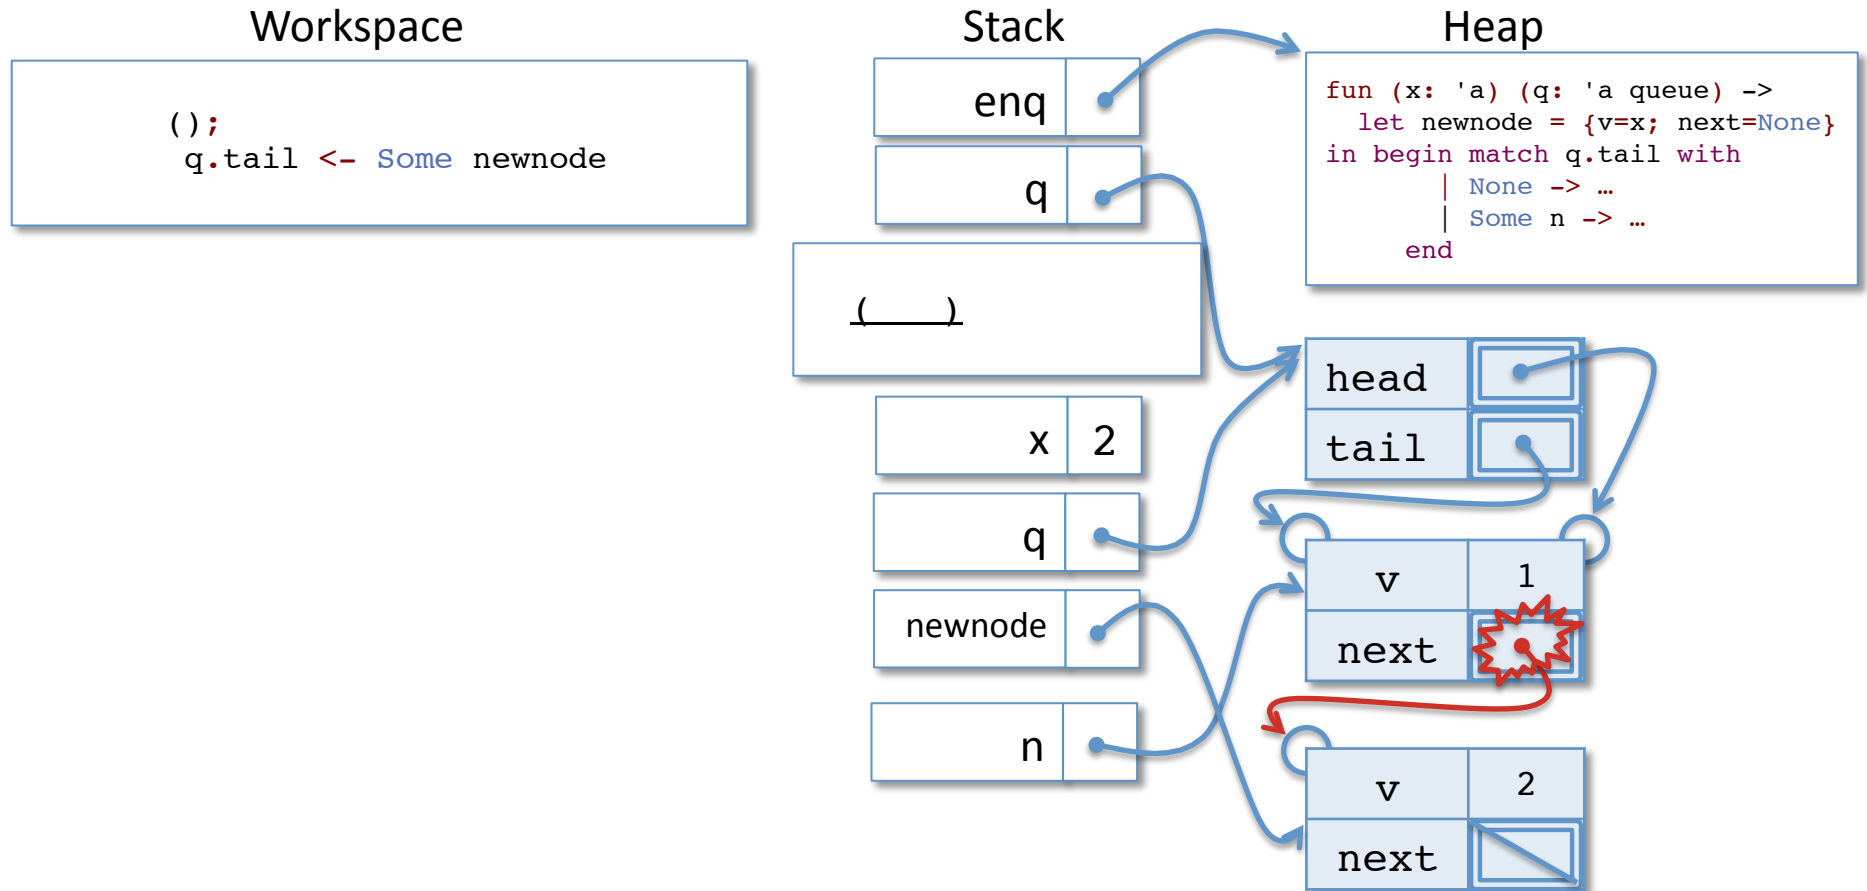 Workspace
Stack
Heap
();
q.tail <- Some newnode
enq
q
(    )
x 2
q
newnode
n
fun (x: 'a) (q: 'a queue) ->
let newnode = {v=x; next=None}
in begin match q.tail with
| None -> …
| Some n -> …
end
head
tail
v 1
next
v 2
next